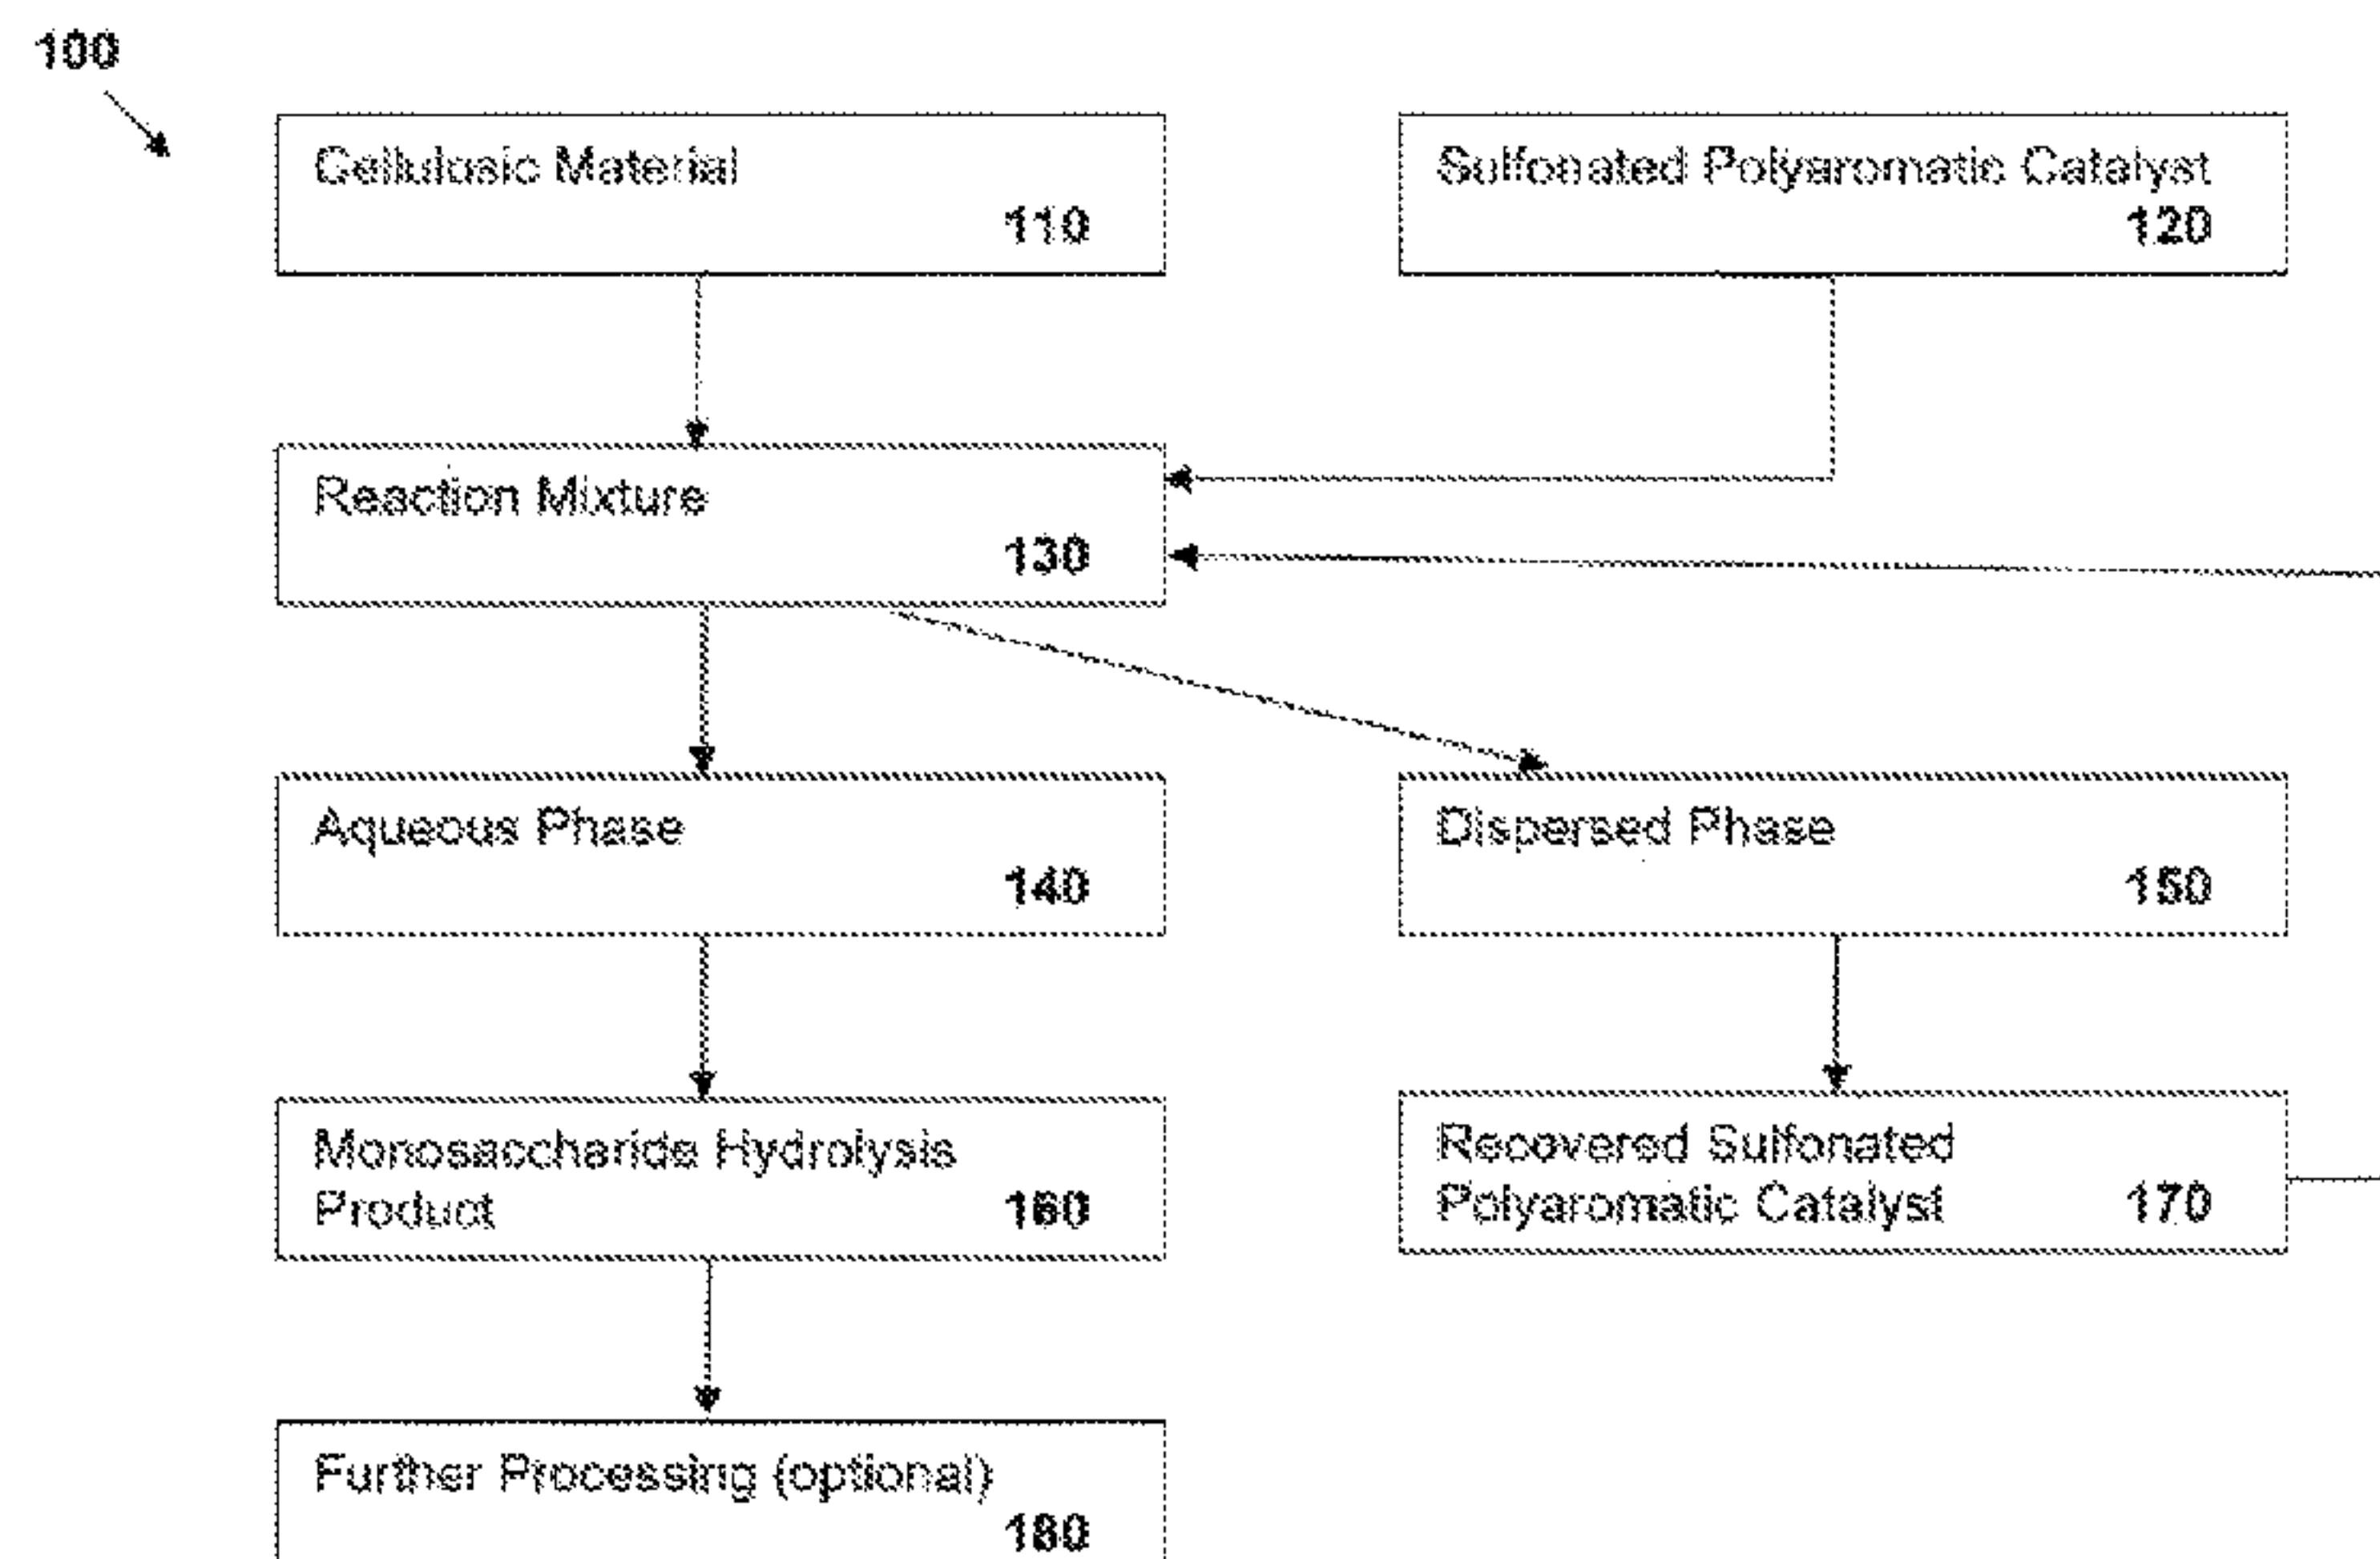 100
Cellulosic Material
110
Sulfonated Polyaromatic Catalyst
120
Reaction Mixture
130
Aqueous Phase
140
Dispersed Phase
150
Monosaccharide Hydrolysis
Product 160
Recovered Sulfonated
Polyaromatic Catalyst 170
Further Processing (optional)
180